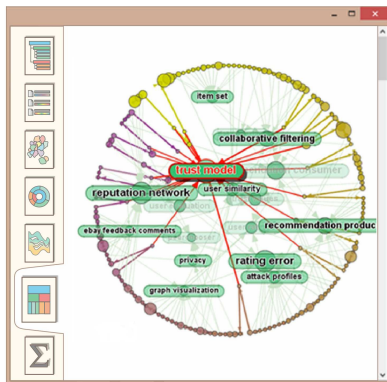 item set
collaborative filtering
trust model
consumer
reputation network
user similarity
ebay feedback comments
recommendation produc
privacy
rating error
attack profiles
graph visualization
Σ